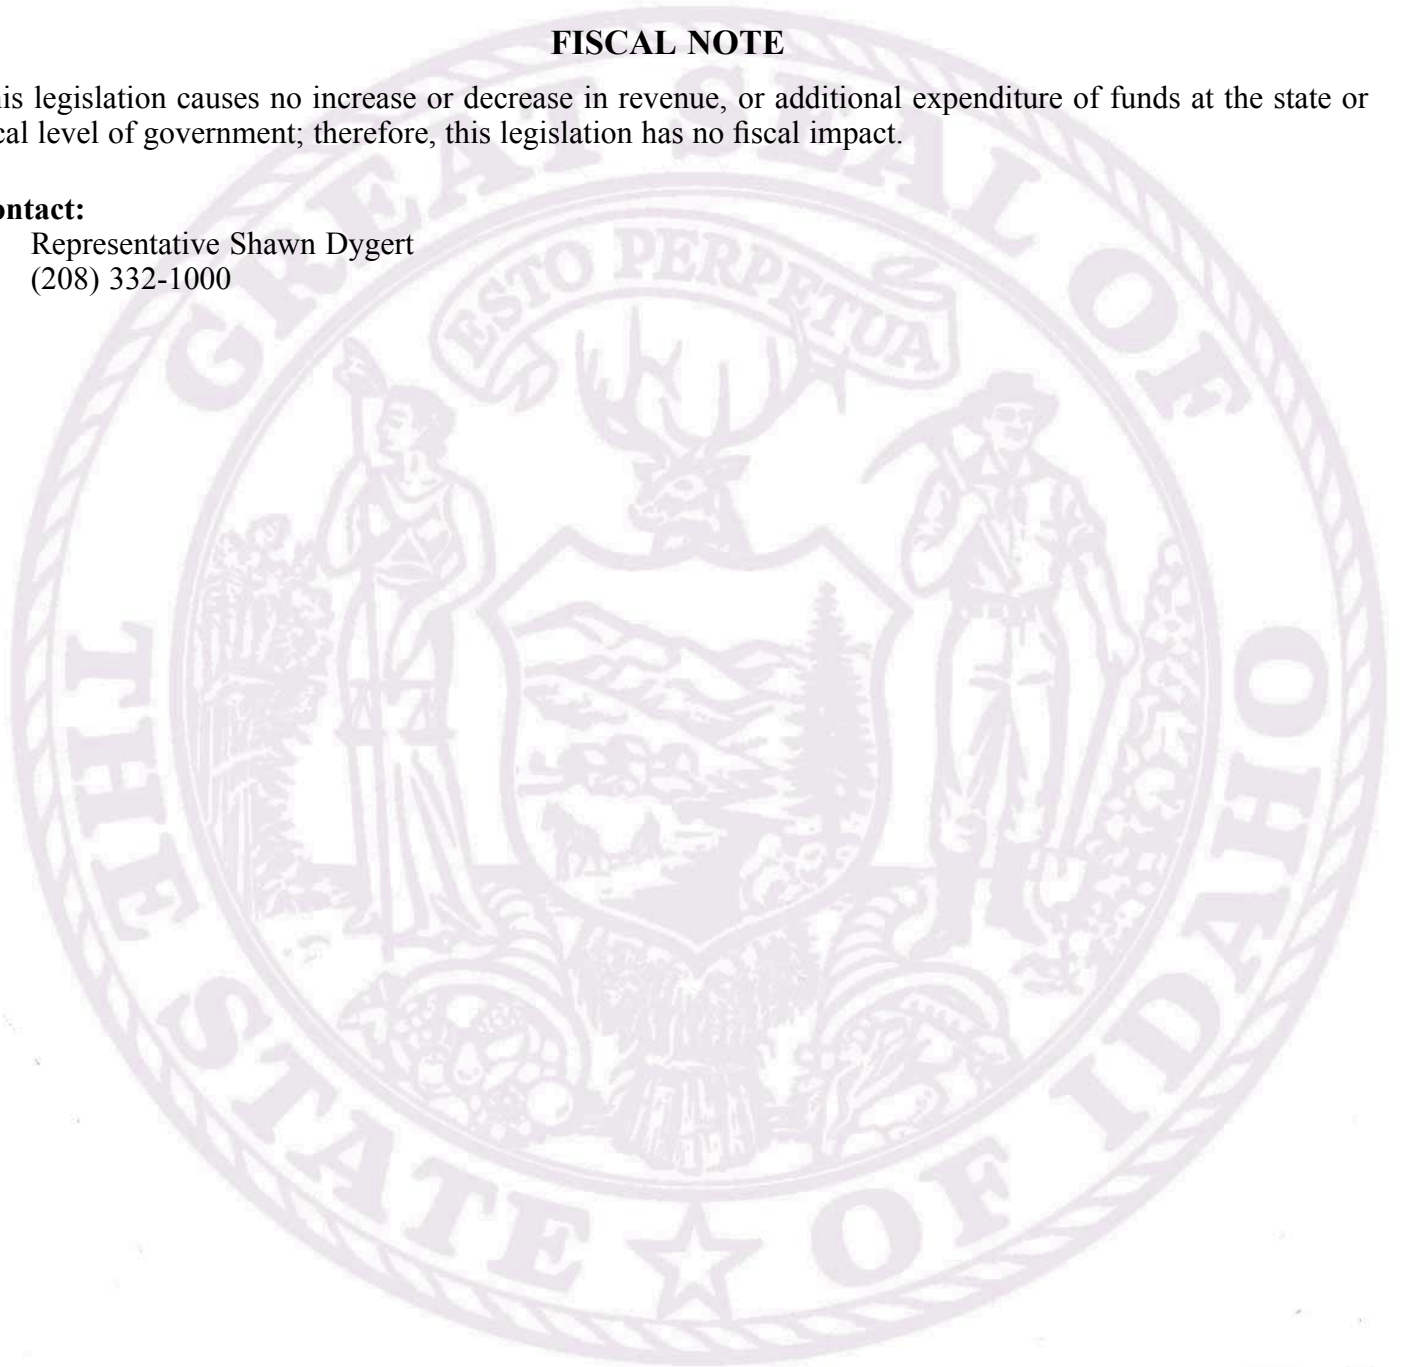 FISCAL NOTE
his legislation causes no increase or decrease in revenue, or additional expenditure of funds at the state or
cal level of government; therefore, this legislation has no fiscal impact.
ontact:
Representative Shawn Dygert
(208) 332-1000
GREAT SEAL OF
ESTO PERPETUA
THE STATE OF IDAHO